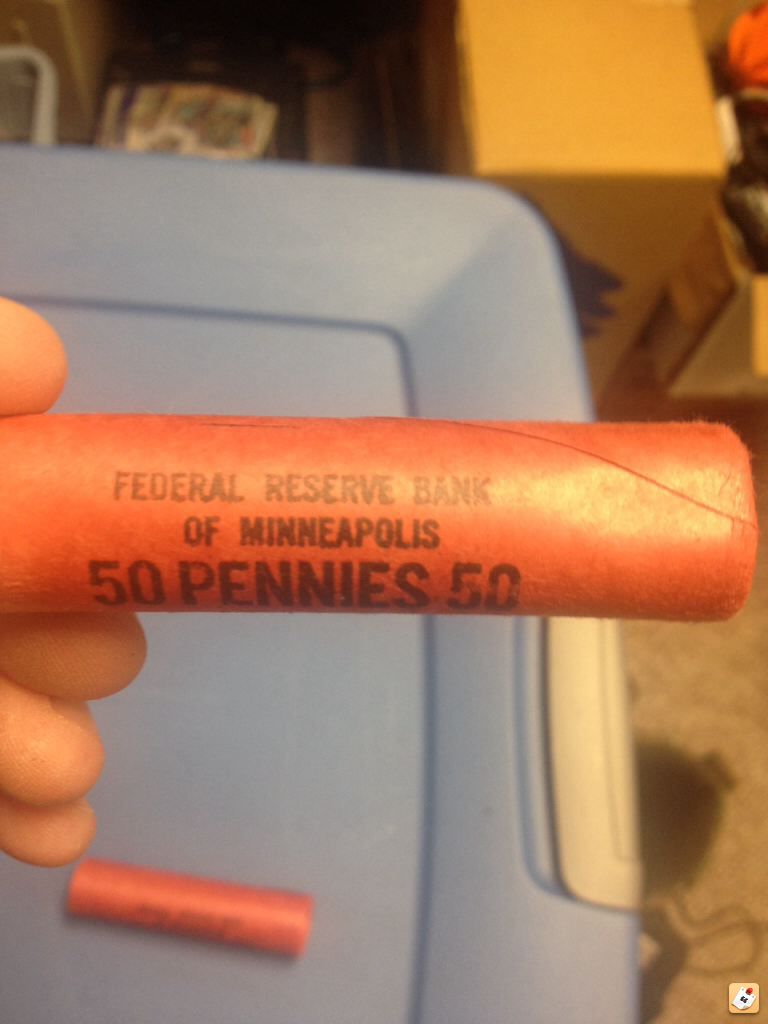 FEDERAL RESERVE BANK
OF MINNEAPOLIS
50 PENNIES 50